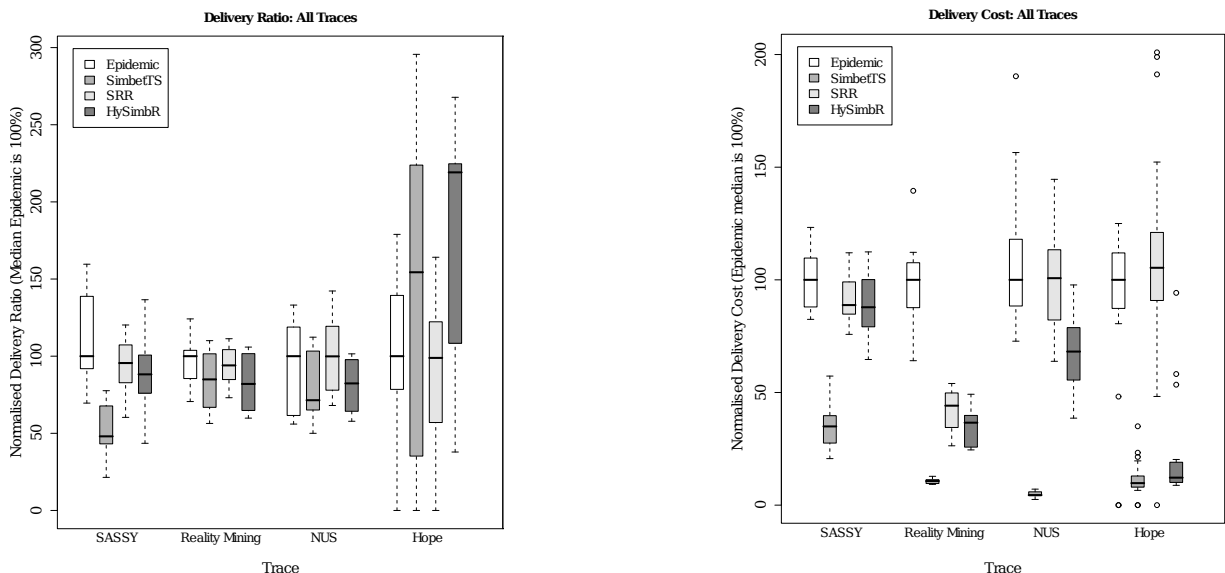 Delivery Ratio: All Traces
Normalised Delivery Ratio (Median Epidemic is 100%)
300
250
200
150
100
50
0
Epidemic
SimbetTS
SRR
HySimbR
SASSY Reality Mining NUS Hope
Trace
Delivery Cost: All Traces
Normalised Delivery Cost (Epidemic median is 100%)
200
150
100
50
0
Epidemic
SimbetTS
SRR
HySimbR
SASSY Reality Mining NUS Hope
Trace